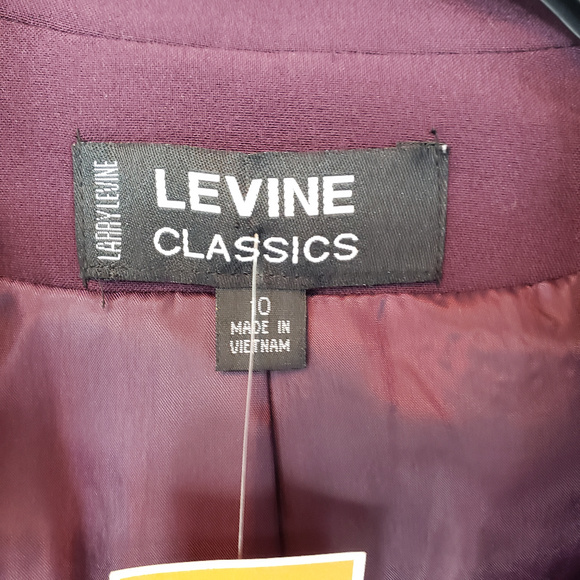 LARRY LEVINE
LEVINE
CLASSICS
10
MADE IN
VIETNAM